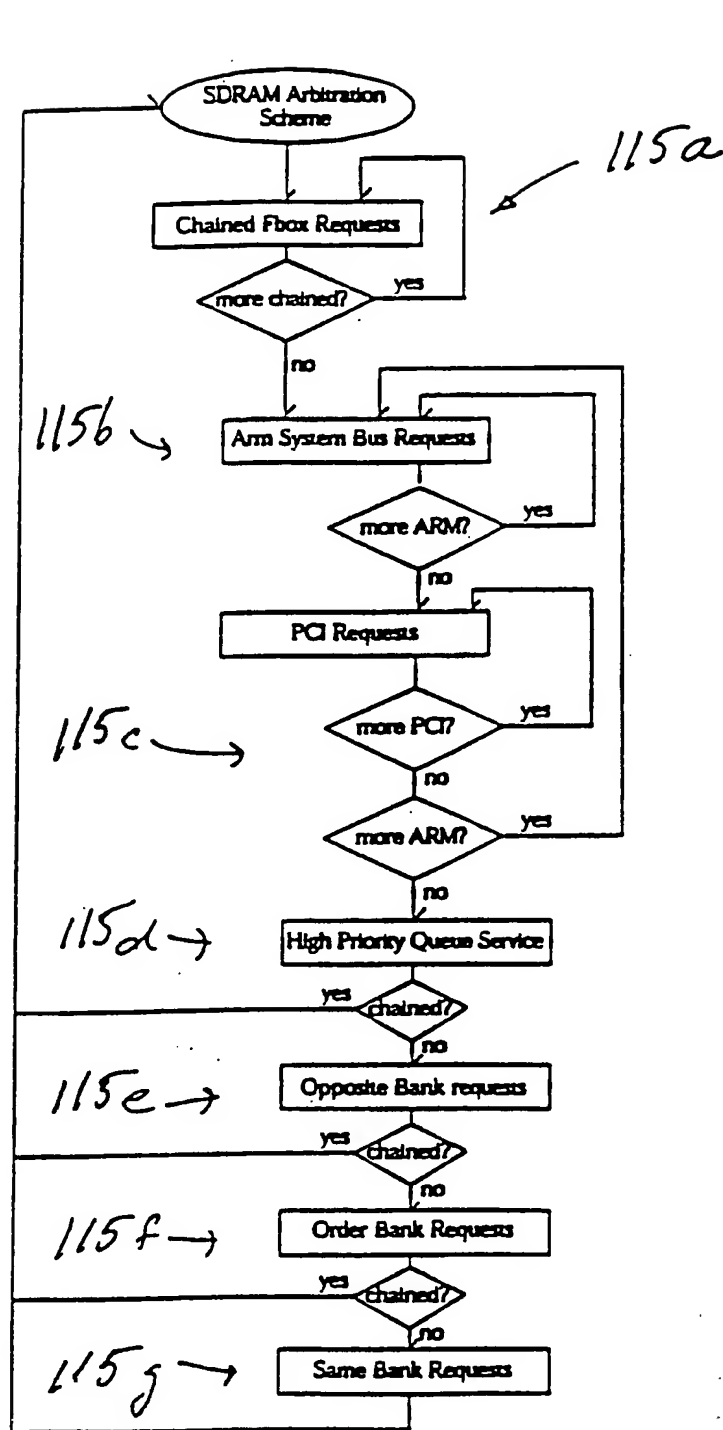 SDRAM Arbitration
Scheme
115a
Chained Fbox Requests
more chained?
yes
no
115b
Arm System Bus Requests
more ARM?
yes
no
PCI Requests
115c
more PCI?
yes
no
more ARM?
yes
no
115d
High Priority Queue Service
yes
chained?
no
115e
Opposite Bank requests
yes
chained?
no
115f
Order Bank Requests
yes
chained?
no
115g
Same Bank Requests